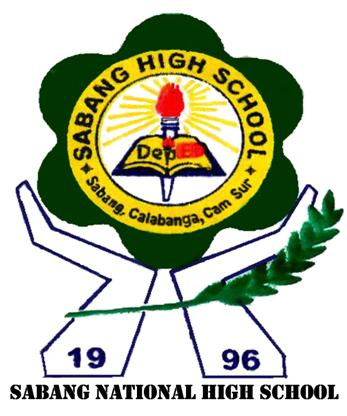 SABANG HIGH SCHOOL
DepED
Sabang, Calabanga, Cam Sur
19 96
SABANG NATIONAL HIGH SCHOOL